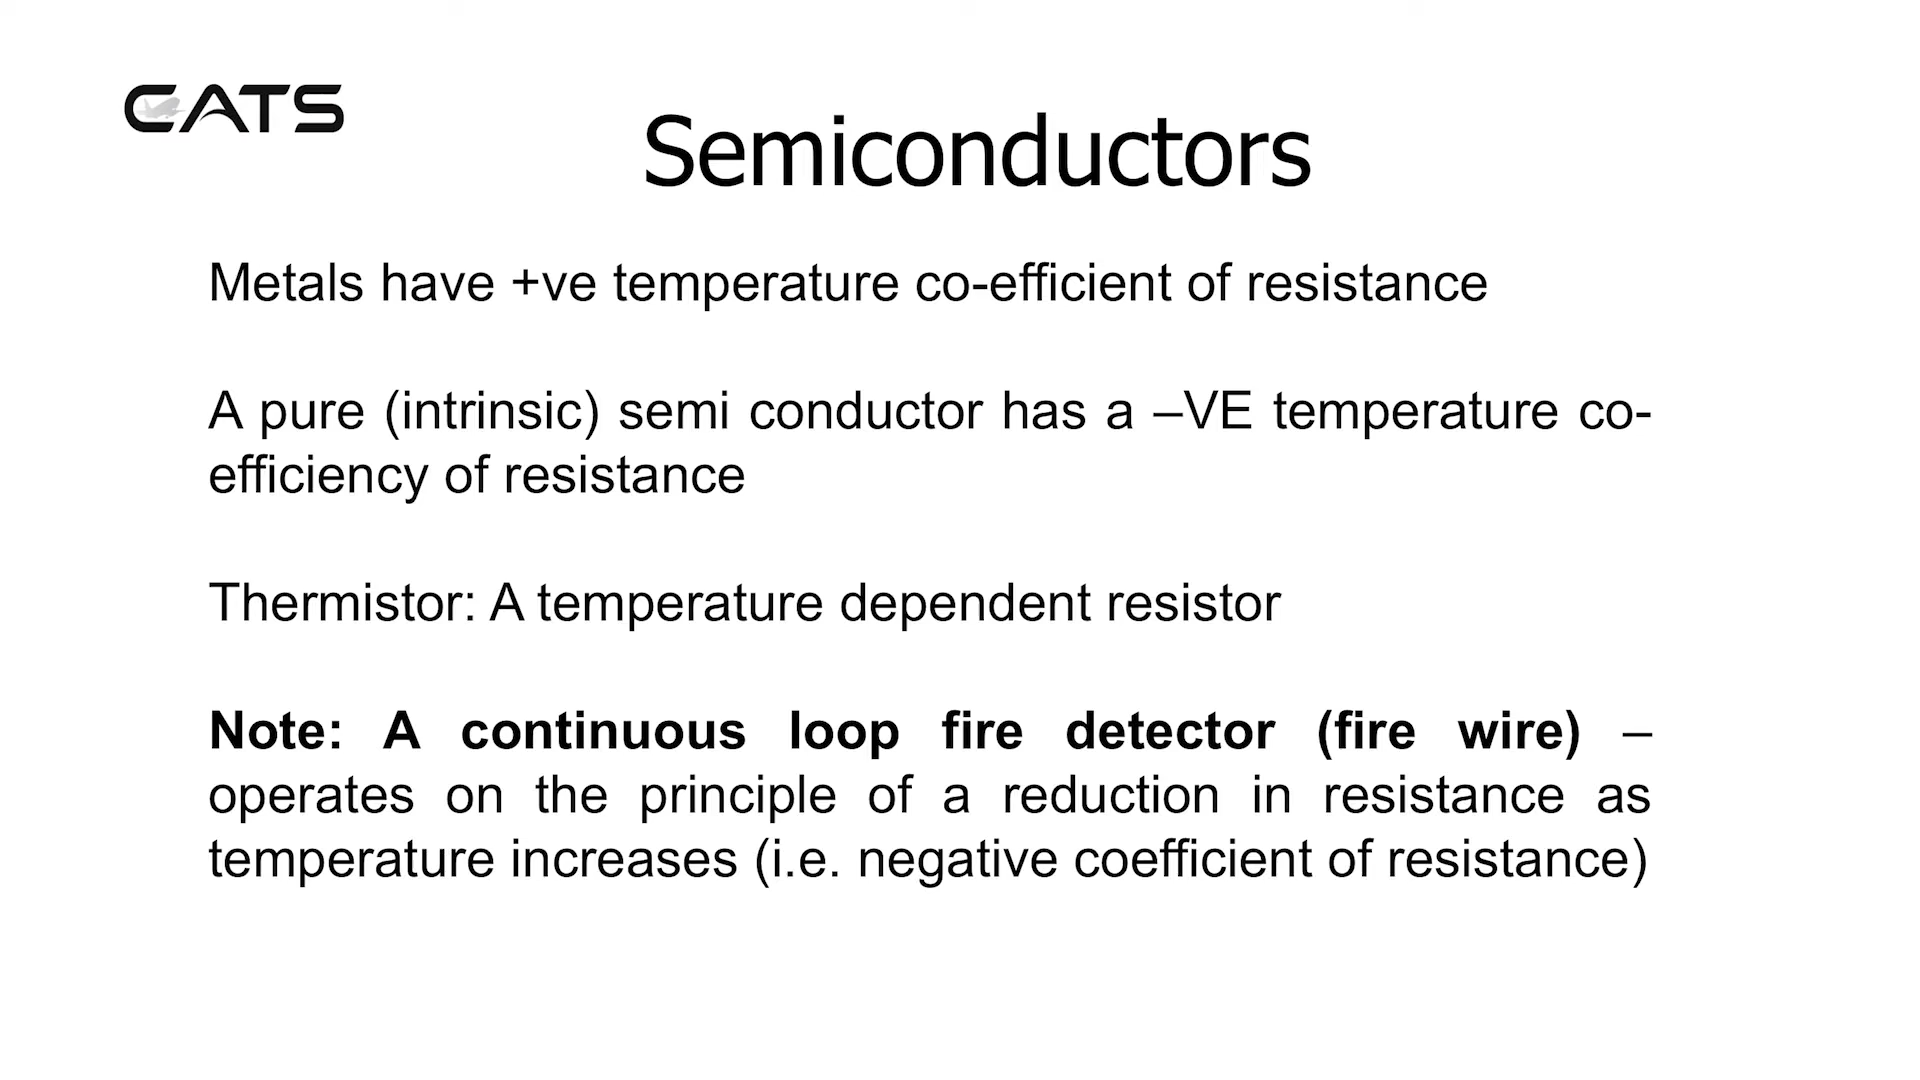 CATS
Semiconductors
Metals have +ve temperature co-efficient of resistance
A pure (intrinsic) semi conductor has a –VE temperature co-
efficiency of resistance
Thermistor: A temperature dependent resistor
Note: A continuous loop fire detector (fire wire) –
operates on the principle of a reduction in resistance as
temperature increases (i.e. negative coefficient of resistance)